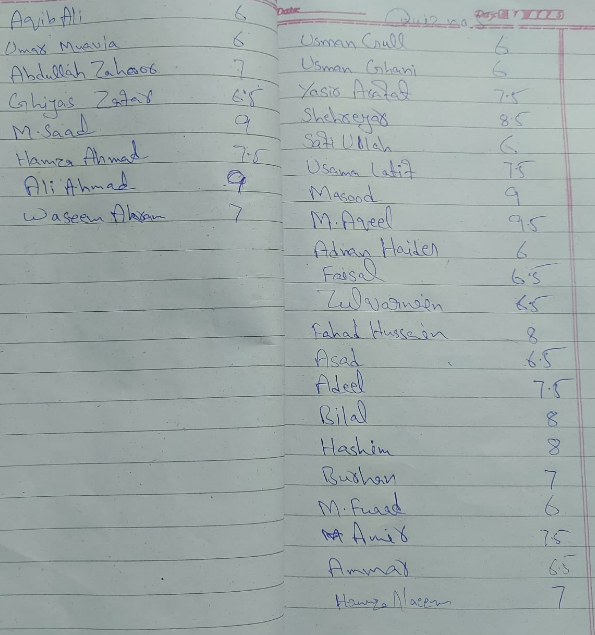 Aqib Ali 6
Umar Muavia 6
Abdullah Zahoor 7
Ghiyas Zafar 6.5
M. Saad 9
Hamza Ahmad 7.5
Ali Ahmad 9
Waseem Akram 7
Date:
Quiz no
Usman Gull 6
Usman Ghani 6
Yasir Arafat 7.5
Shehreyar 8.5
Safi Ullah 6
Usama Latif 7.5
Masood 9
M. Aqeel 9.5
Adnan Haider 6
Faisal 6.5
Zulqarnain 6.5
Fahad Hussain 8
Asad 6.5
Adeel 7.5
Bilal 8
Hashim 8
Burhan 7
M. Fuaad 6
Amir 7.5
Ammar 6.5
Hamza Naeem 7